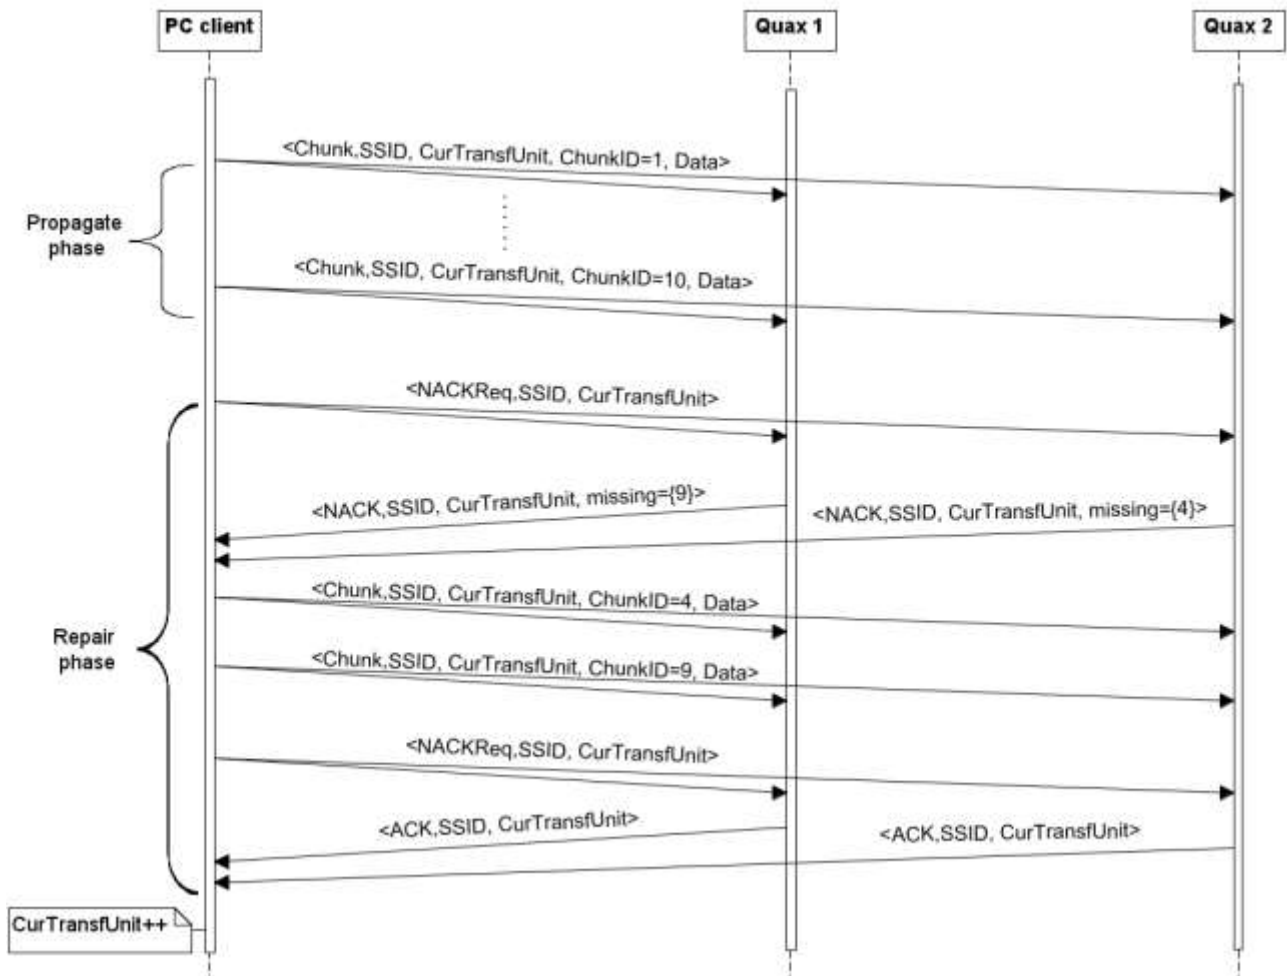 PC client
Quax 1
Quax 2
<Chunk,SSID, CurTransfUnit, ChunkID=1, Data>
Propagate
phase
<Chunk,SSID, CurTransfUnit, ChunkID=10, Data>
<NACKReq,SSID, CurTransfUnit>
<NACK,SSID, CurTransfUnit, missing={9}>
<NACK,SSID, CurTransfUnit, missing={4}>
<Chunk,SSID, CurTransfUnit, ChunkID=4, Data>
Repair
phase
<Chunk,SSID, CurTransfUnit, ChunkID=9, Data>
<NACKReq,SSID, CurTransfUnit>
<ACK,SSID, CurTransfUnit>
<ACK,SSID, CurTransfUnit>
CurTransfUnit++